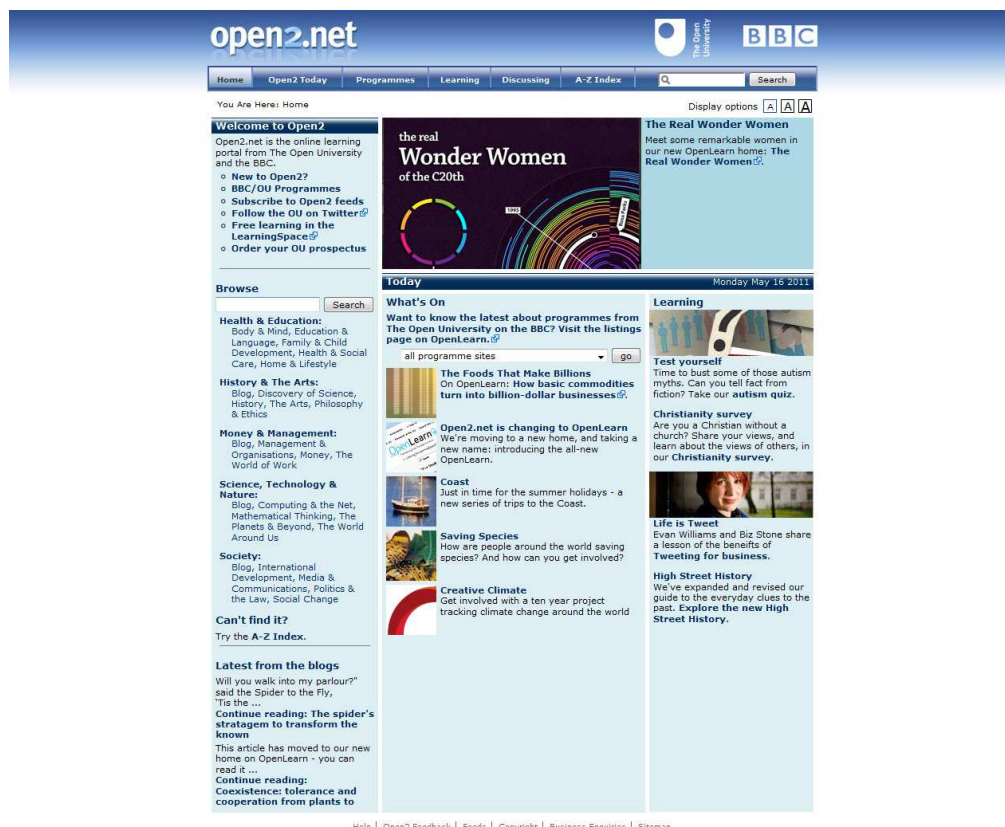 open2.net
The Open University
BBC
Home
Open2 Today
Programmes
Learning
Discussing
A-Z Index
Search
You Are Here: Home
Display options A A A
Welcome to Open2
Open2.net is the online learning
portal from The Open University
and the BBC.
New to Open2?
BBC/OU Programmes
Subscribe to Open2 feeds
Follow the OU on Twitter
Free learning in the
LearningSpace
Order your OU prospectus
Browse
Search
Health & Education:
Body & Mind, Education &
Language, Family & Child
Development, Health & Social
Care, Home & Lifestyle
History & The Arts:
Blog, Discovery of Science,
History, The Arts, Philosophy
& Ethics
Money & Management:
Blog, Management &
Organisations, Money, The
World of Work
Science, Technology &
Nature:
Blog, Computing & the Net,
Mathematical Thinking, The
Planets & Beyond, The World
Around Us
Society:
Blog, International
Development, Media &
Communications, Politics &
the Law, Social Change
Can't find it?
Try the A-Z Index.
Latest from the blogs
Will you walk into my parlour?"
said the Spider to the Fly,
'Tis the ...
Continue reading: The spider's
stratagem to transform the
known
This article has moved to our new
home on OpenLearn - you can
read it ...
Continue reading:
Coexistence: tolerance and
cooperation from plants to
the real
Wonder Women
of the C20th
1995
Rosa Parks
The Real Wonder Women
Meet some remarkable women in
our new OpenLearn home: The
Real Wonder Women.
Today
Monday May 16 2011
What's On
Want to know the latest about programmes from
The Open University on the BBC? Visit the listings
page on OpenLearn.
all programme sites
go
The Foods That Make Billions
On OpenLearn: How basic commodities
turn into billion-dollar businesses.
OpenLearn
Open2.net is changing to OpenLearn
We're moving to a new home, and taking a
new name: introducing the all-new
OpenLearn.
Coast
Just in time for the summer holidays - a
new series of trips to the Coast.
Saving Species
How are people around the world saving
species? And how can you get involved?
Creative Climate
Get involved with a ten year project
tracking climate change around the world
Learning
Test yourself
Time to bust some of those autism
myths. Can you tell fact from
fiction? Take our autism quiz.
Christianity survey
Are you a Christian without a
church? Share your views, and
learn about the views of others, in
our Christianity survey.
Life is Tweet
Evan Williams and Biz Stone share
a lesson of the beneifts of
Tweeting for business.
High Street History
We've expanded and revised our
guide to the everyday clues to the
past. Explore the new High
Street History.
Help | Open2 Feedback | Feeds | Copyright | Business Enquiries | Sitemap